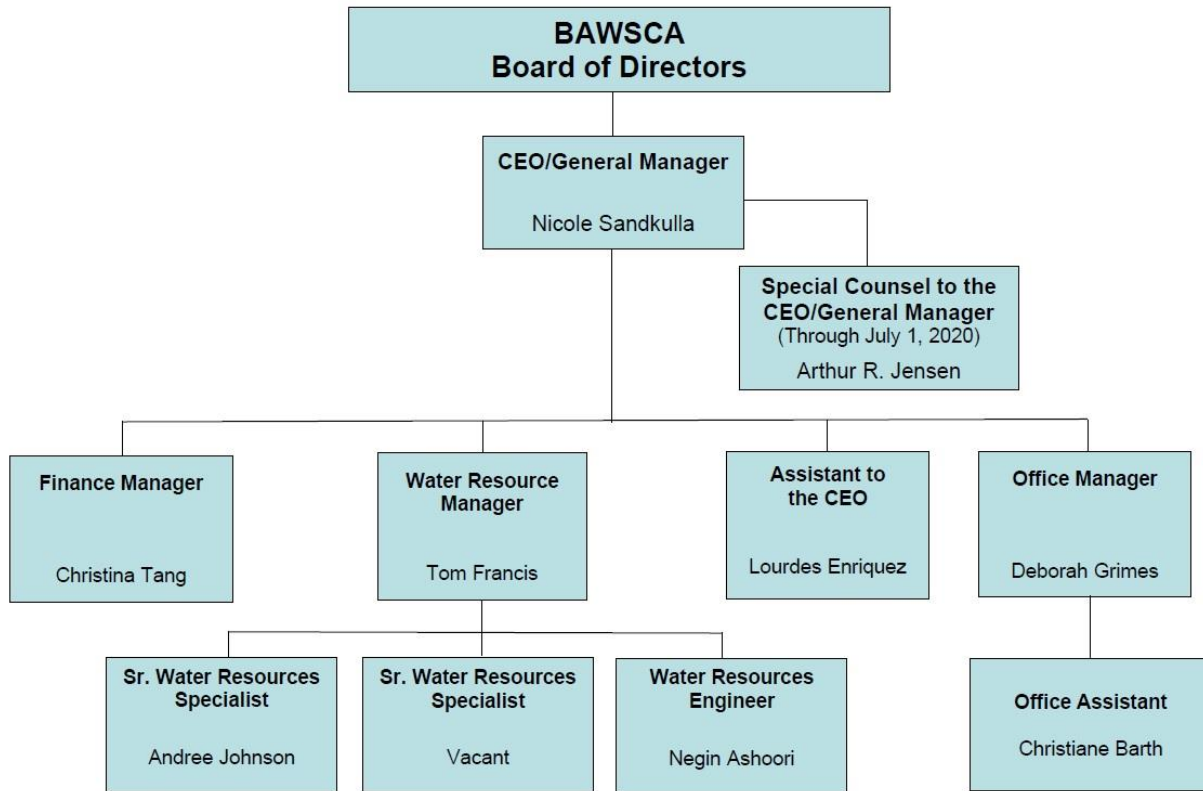 BAWSCA
Board of Directors
CEO/General Manager
Nicole Sandkulla
Special Counsel to the
CEO/General Manager
(Through July 1, 2020)
Arthur R. Jensen
Finance Manager
Christina Tang
Water Resource
Manager
Tom Francis
Assistant to
the CEO
Lourdes Enriquez
Office Manager
Deborah Grimes
Sr. Water Resources
Specialist
Andree Johnson
Sr. Water Resources
Specialist
Vacant
Water Resources
Engineer
Negin Ashoori
Office Assistant
Christiane Barth